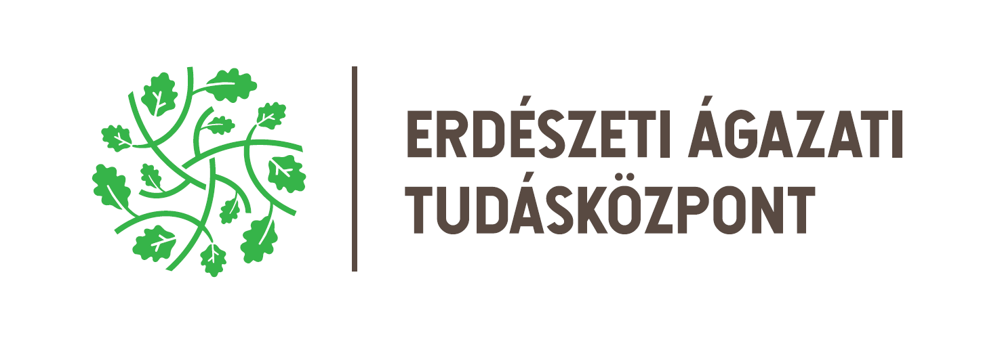 ERDÉSZETI ÁGAZATI
TUDÁSKÖZPONT